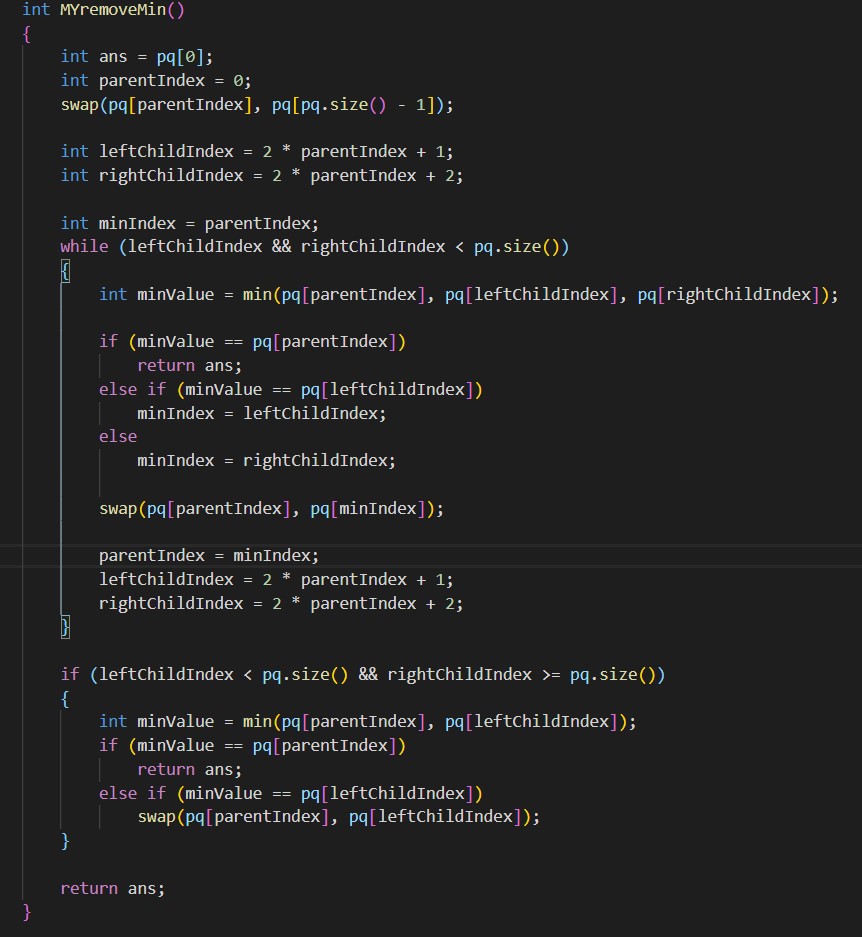 int MYremoveMin()
{
int ans = pq[0];
int parentIndex = 0;
swap(pq[parentIndex], pq[pq.size() - 1]);
int leftChildIndex = 2 * parentIndex + 1;
int rightChildIndex = 2 * parentIndex + 2;
int minIndex = parentIndex;
while (leftChildIndex && rightChildIndex < pq.size())
{
int minValue = min(pq[parentIndex], pq[leftChildIndex], pq[rightChildIndex]);
if (minValue == pq[parentIndex])
return ans;
else if (minValue == pq[leftChildIndex])
minIndex = leftChildIndex;
else
minIndex = rightChildIndex;
swap(pq[parentIndex], pq[minIndex]);
parentIndex = minIndex;
leftChildIndex = 2 * parentIndex + 1;
rightChildIndex = 2 * parentIndex + 2;
}
if (leftChildIndex < pq.size() && rightChildIndex >= pq.size())
{
int minValue = min(pq[parentIndex], pq[leftChildIndex]);
if (minValue == pq[parentIndex])
return ans;
else if (minValue == pq[leftChildIndex])
swap(pq[parentIndex], pq[leftChildIndex]);
}
return ans;
}